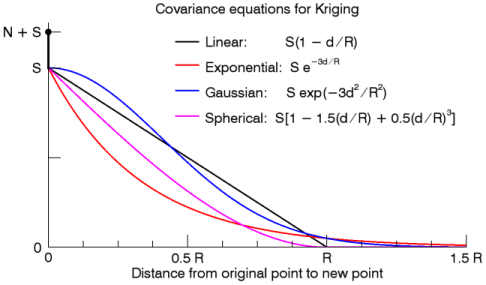 Covariance equations for Kriging
N + S
Linear: S(1 − d/R)
Exponential: S e^−3d/R
S
Gaussian: S exp(−3d²/R²)
Spherical: S[1 − 1.5(d/R) + 0.5(d/R)³]
0
0 0.5 R R 1.5 R
Distance from original point to new point